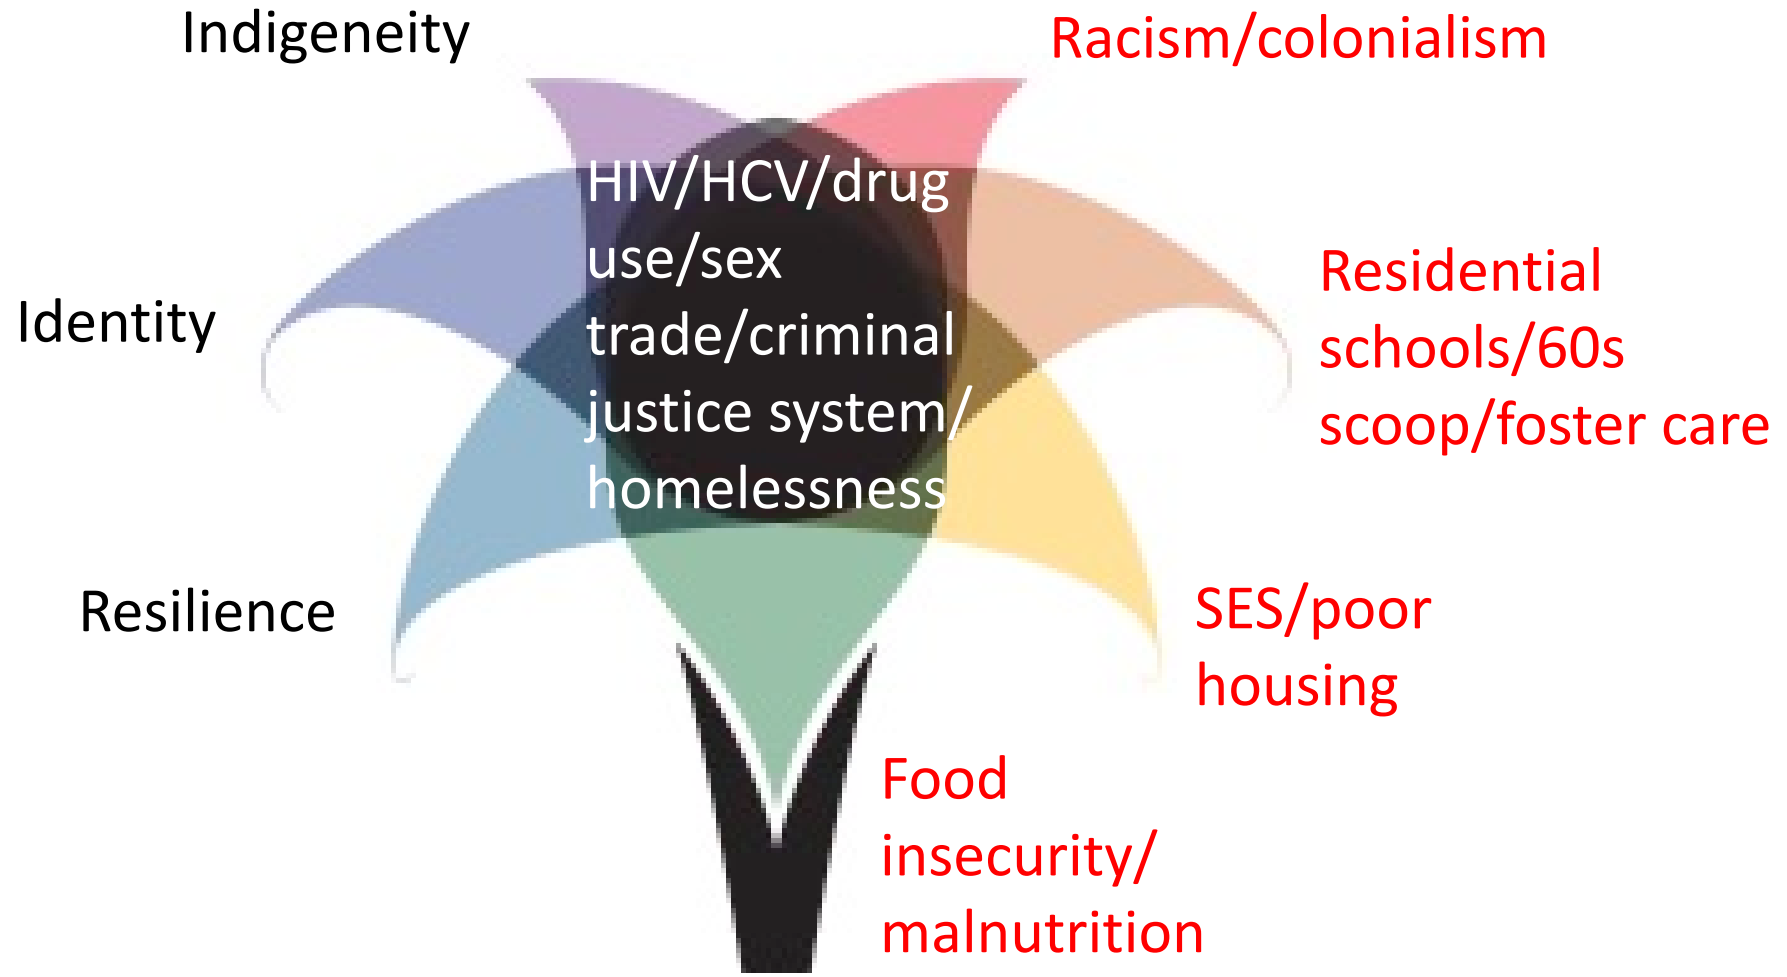 Indigeneity
Racism/colonialism
HIV/HCV/drug
use/sex
trade/criminal
justice system/
homelessness
Identity
Residential
schools/60s
scoop/foster care
Resilience
SES/poor
housing
Food
insecurity/
malnutrition